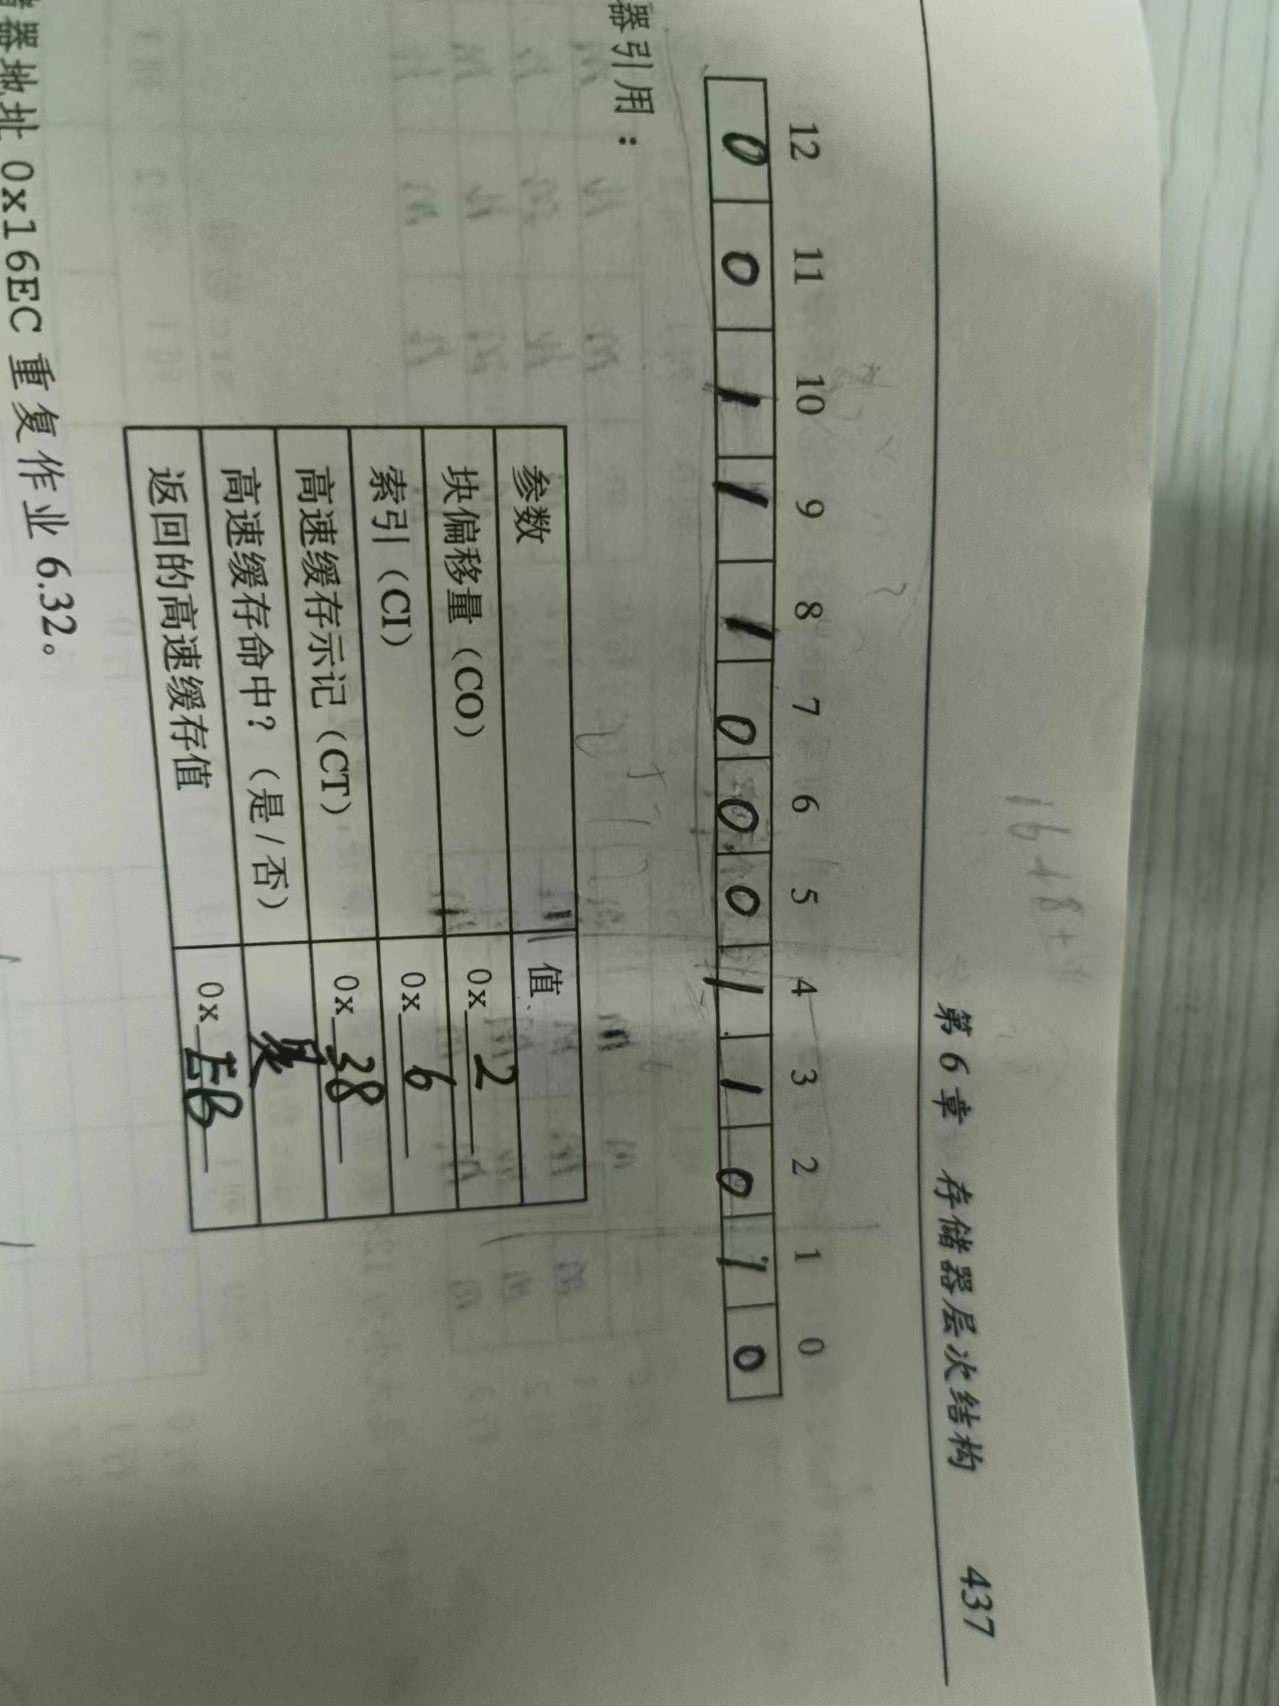 第6章 存储器层次结构 437
12 11 10 9 8 7 6 5 4 3 2 1 0
0 0 1 1 1 0 0 0 1 1 0 1 0
器引用：
参数 值
块偏移量（CO） 0x 2
索引（CI） 0x 6
高速缓存示记（CT） 0x 38
高速缓存命中？（是/否） 是
返回的高速缓存值 0x EB
器地址 0x16EC 重复作业 6.32。